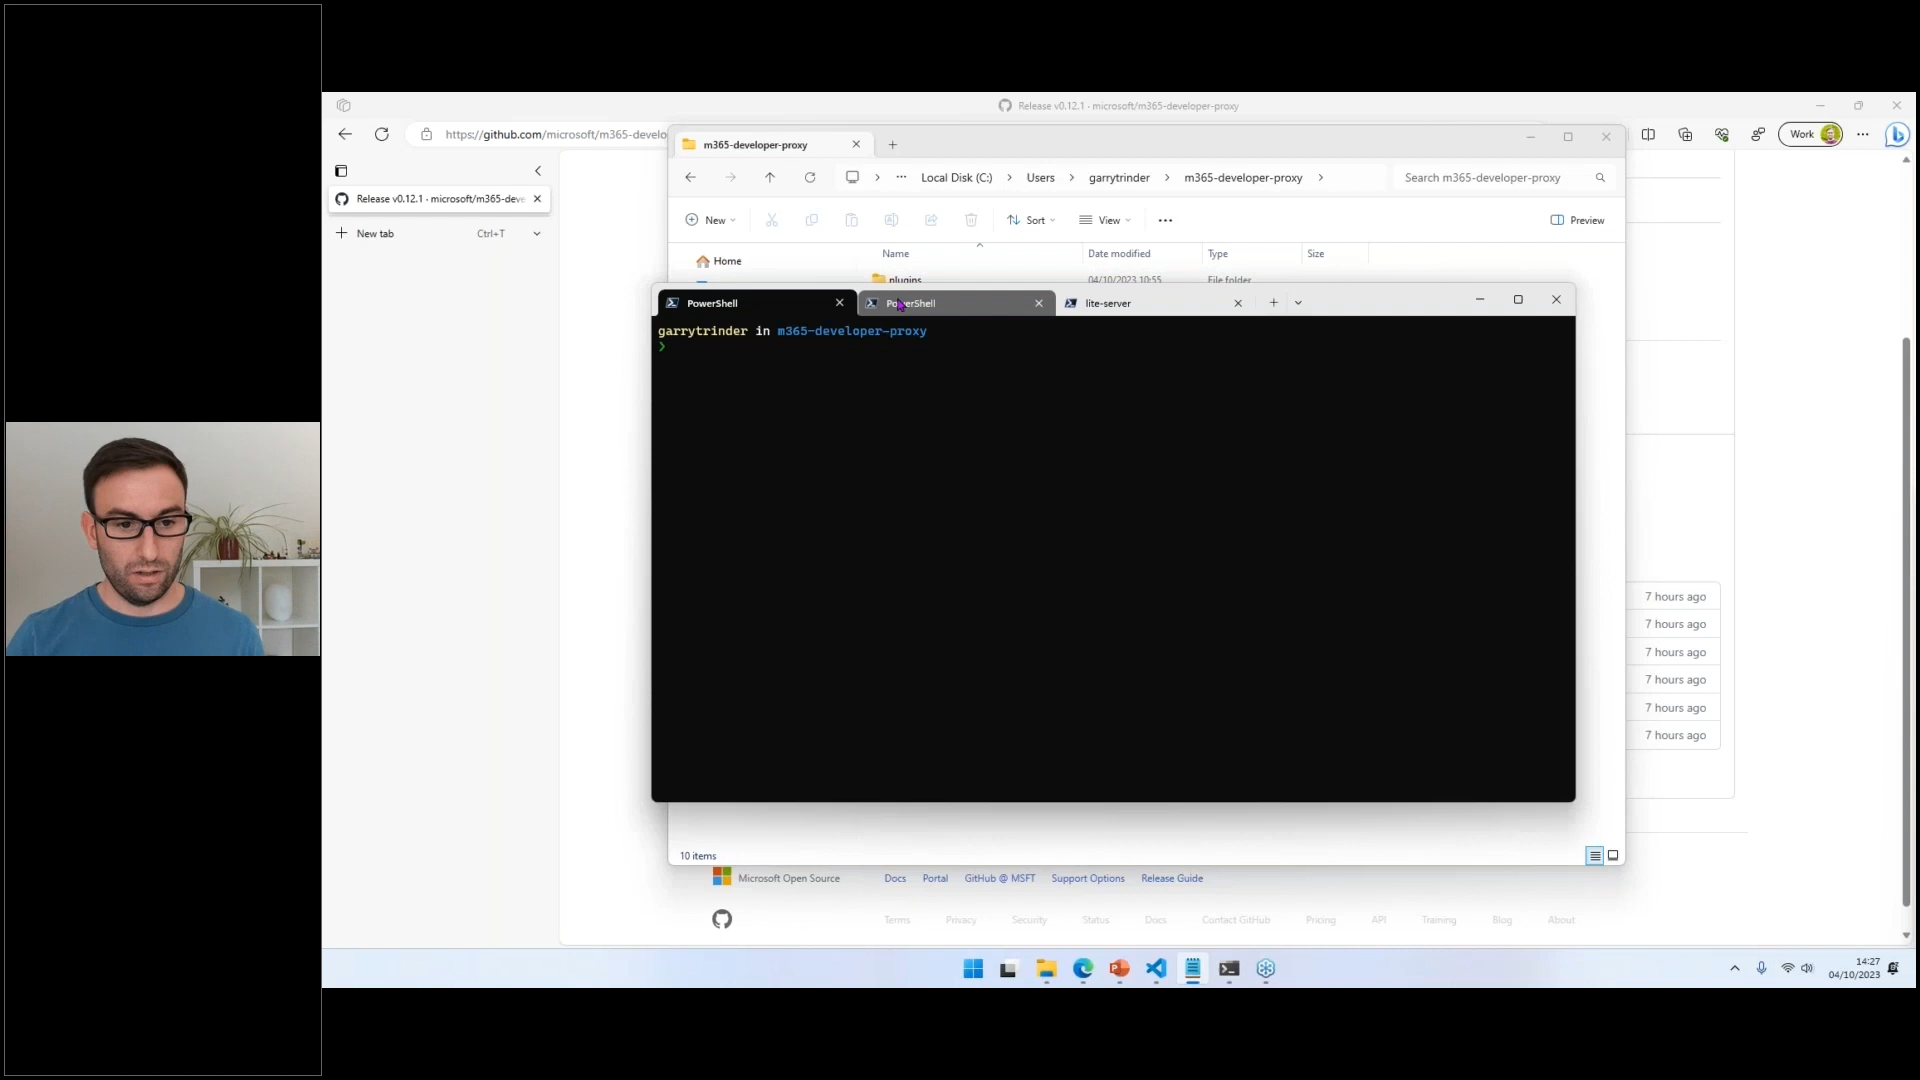 Release v0.12.1 · microsoft/m365-developer-proxy
https://github.com/microsoft/m365-develo
Work
Release v0.12.1 · microsoft/m365-deve
New tab
Ctrl+T
m365-developer-proxy
Local Disk (C:)
Users
garrytrinder
m365-developer-proxy
Search m365-developer-proxy
New
Sort
View
Preview
Home
Name
Date modified
Type
Size
plugins
04/10/2023 10:55
File folder
PowerShell
PowerShell
lite-server
garrytrinder in m365-developer-proxy
❯
7 hours ago
7 hours ago
7 hours ago
7 hours ago
7 hours ago
7 hours ago
10 items
Microsoft Open Source
Docs
Portal
GitHub @ MSFT
Support Options
Release Guide
Terms
Privacy
Security
Status
Docs
Contact GitHub
Pricing
API
Training
Blog
About
14:27
04/10/2023